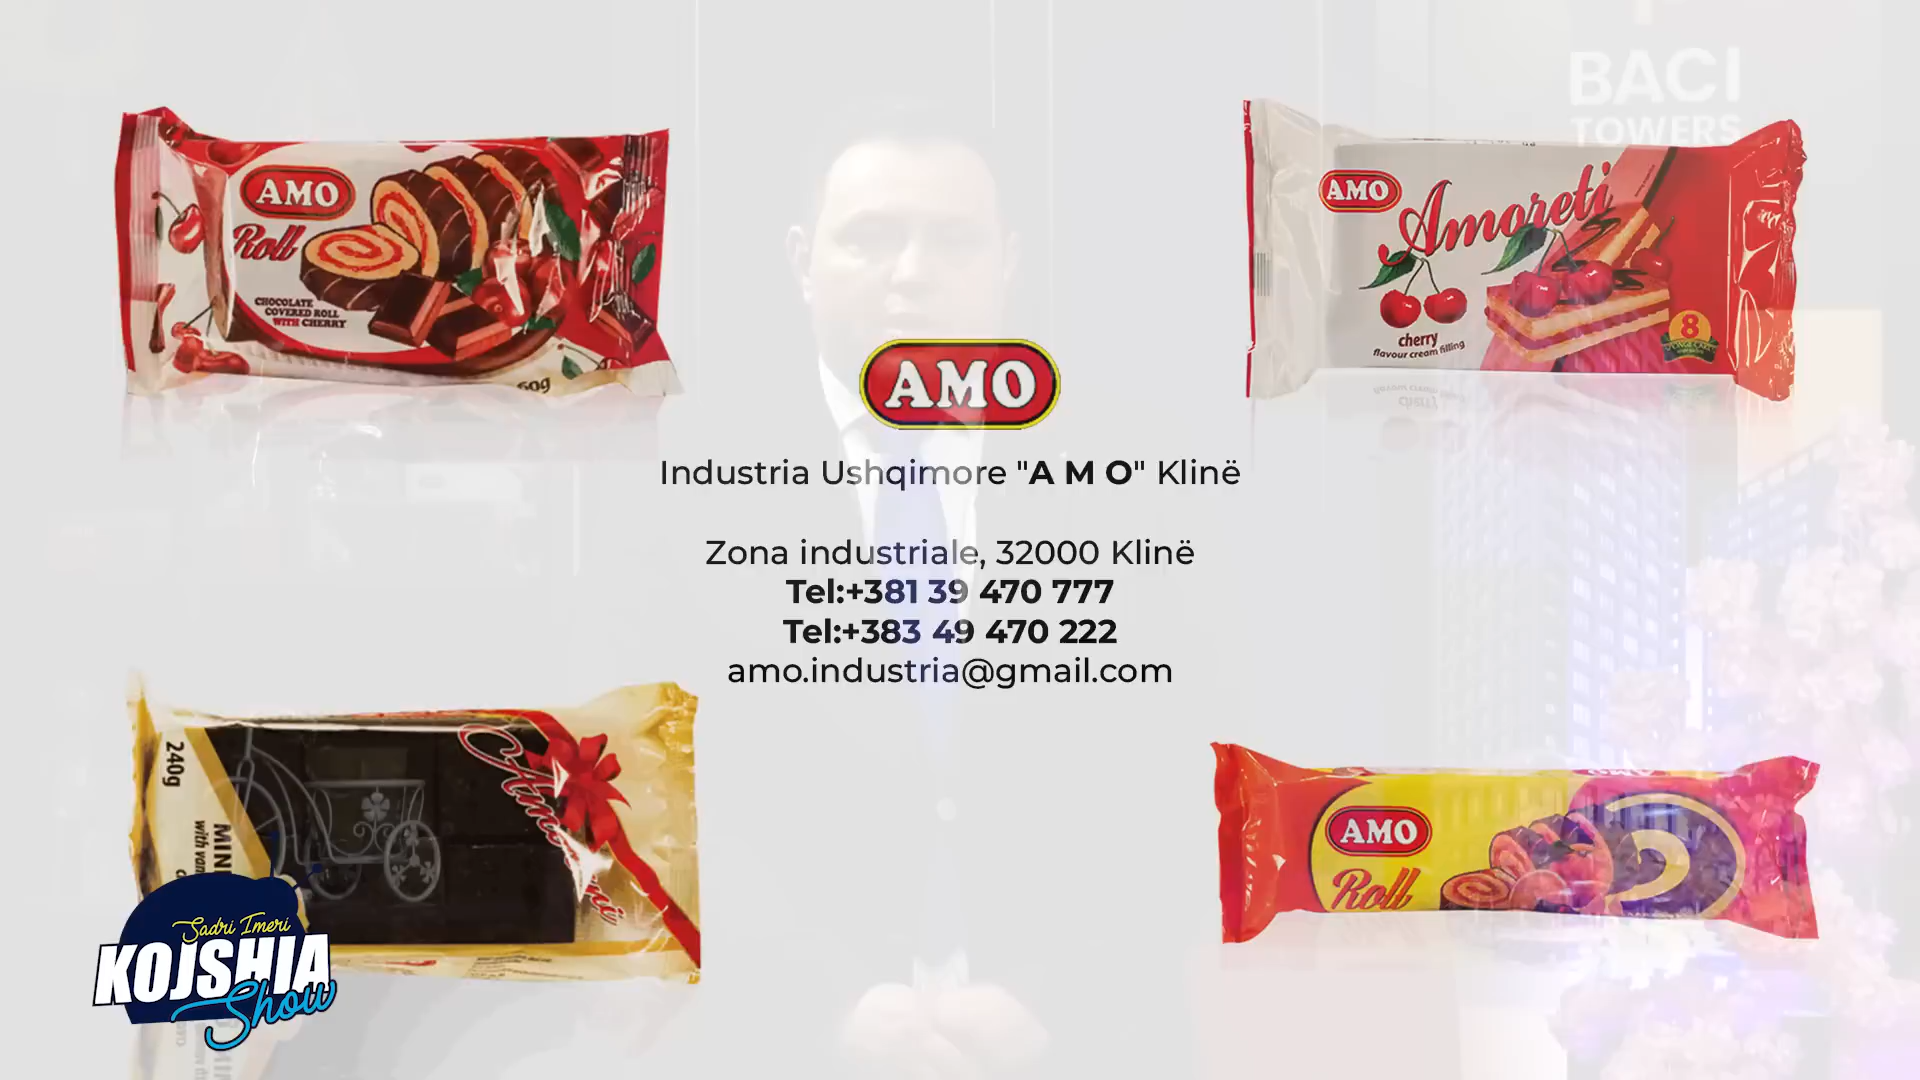 BACI
TOWERS
AMO
Roll
CHOCOLATE
COVERED ROLL
WITH CHERRY
60g
AMO
Amoreti
cherry
flavour cream filling
8
AMO
Industria Ushqimore "A M O" Klinë
Zona industriale, 32000 Klinë
Tel:+381 39 470 777
Tel:+383 49 470 222
amo.industria@gmail.com
240g
AMO
Roll
Sadri Imeri
KOJSHIA
Show